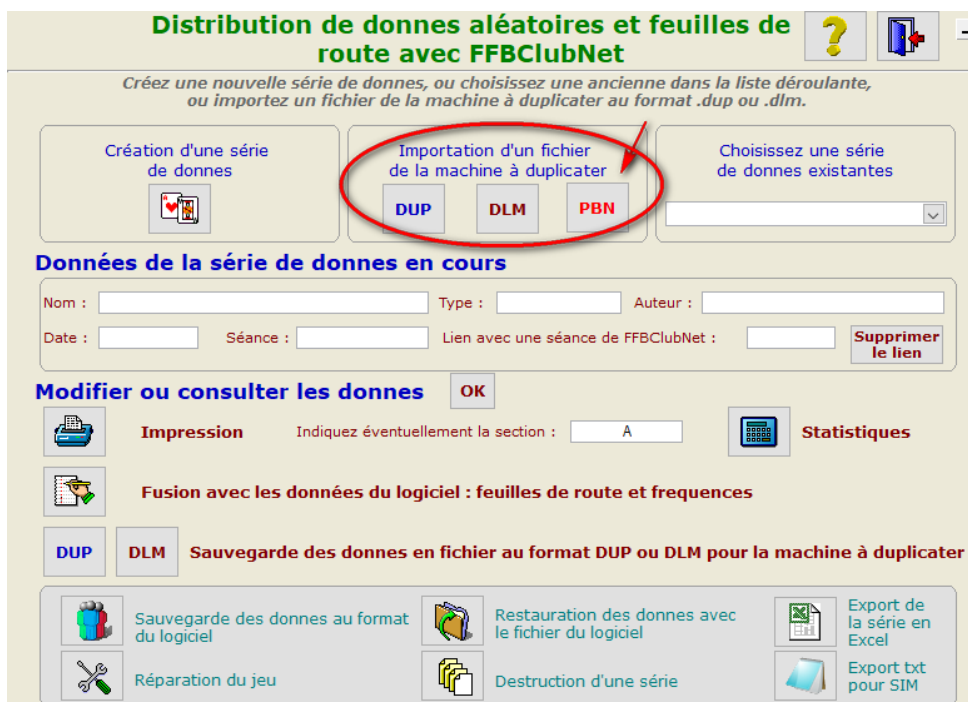 Distribution de donnes aléatoires et feuilles de
route avec FFBClubNet
Créez une nouvelle série de donnes, ou choisissez une ancienne dans la liste déroulante,
ou importez un fichier de la machine à duplicater au format .dup ou .dlm.
Création d'une série
de donnes
Importation d'un fichier
de la machine à duplicater
DUP
DLM
PBN
Choisissez une série
de donnes existantes
Données de la série de donnes en cours
Nom :
Type :
Auteur :
Date :
Séance :
Lien avec une séance de FFBClubNet :
Supprimer
le lien
Modifier ou consulter les donnes
OK
Impression
Indiquez éventuellement la section :
A
Statistiques
Fusion avec les données du logiciel : feuilles de route et frequences
DUP
DLM
Sauvegarde des donnes en fichier au format DUP ou DLM pour la machine à duplicater
Sauvegarde des donnes au format
du logiciel
Restauration des donnes avec
le fichier du logiciel
Export de
la série en
Excel
Réparation du jeu
Destruction d'une série
Export txt
pour SIM